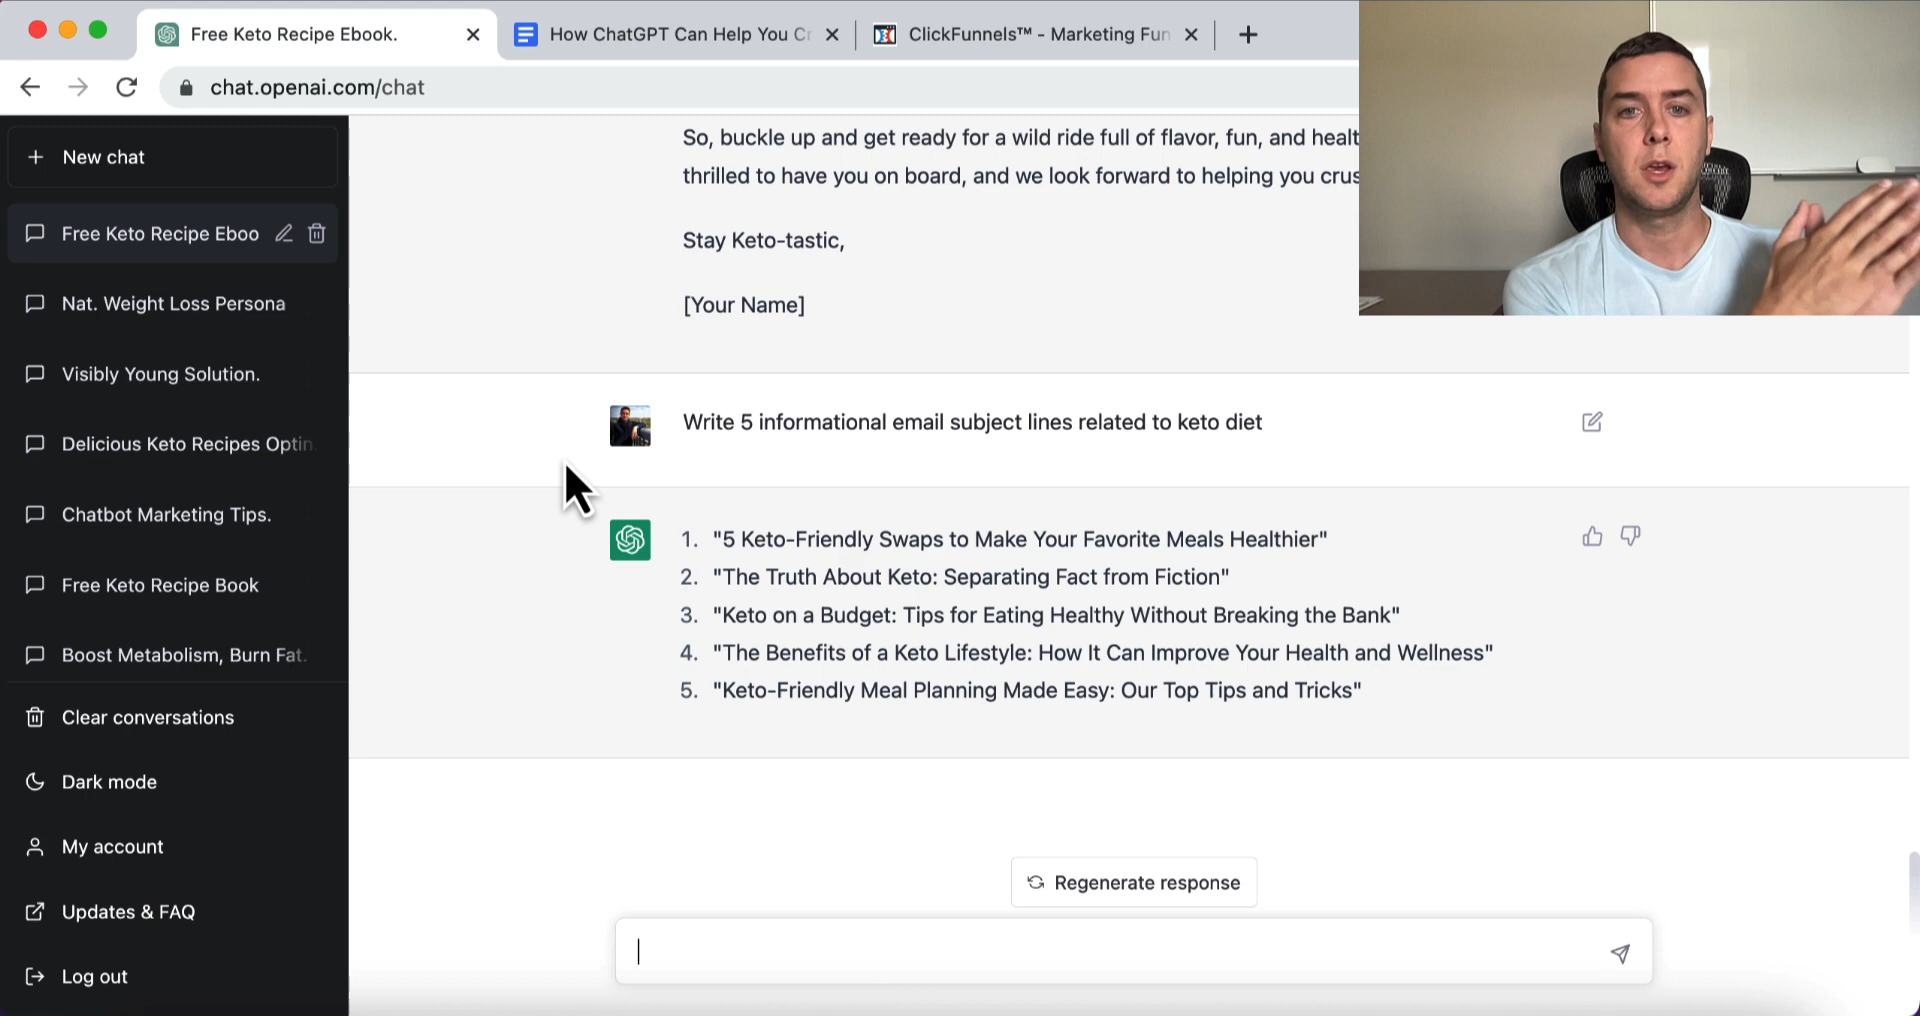 Free Keto Recipe Ebook.
How ChatGPT Can Help You Cr
ClickFunnels™ - Marketing Fun
chat.openai.com/chat
New chat
Free Keto Recipe Eboo
Nat. Weight Loss Persona
Visibly Young Solution.
Delicious Keto Recipes Optin
Chatbot Marketing Tips.
Free Keto Recipe Book
Boost Metabolism, Burn Fat.
Clear conversations
Dark mode
My account
Updates & FAQ
Log out
So, buckle up and get ready for a wild ride full of flavor, fun, and healt
thrilled to have you on board, and we look forward to helping you crus
Stay Keto-tastic,
[Your Name]
Write 5 informational email subject lines related to keto diet
1. "5 Keto-Friendly Swaps to Make Your Favorite Meals Healthier"
2. "The Truth About Keto: Separating Fact from Fiction"
3. "Keto on a Budget: Tips for Eating Healthy Without Breaking the Bank"
4. "The Benefits of a Keto Lifestyle: How It Can Improve Your Health and Wellness"
5. "Keto-Friendly Meal Planning Made Easy: Our Top Tips and Tricks"
Regenerate response